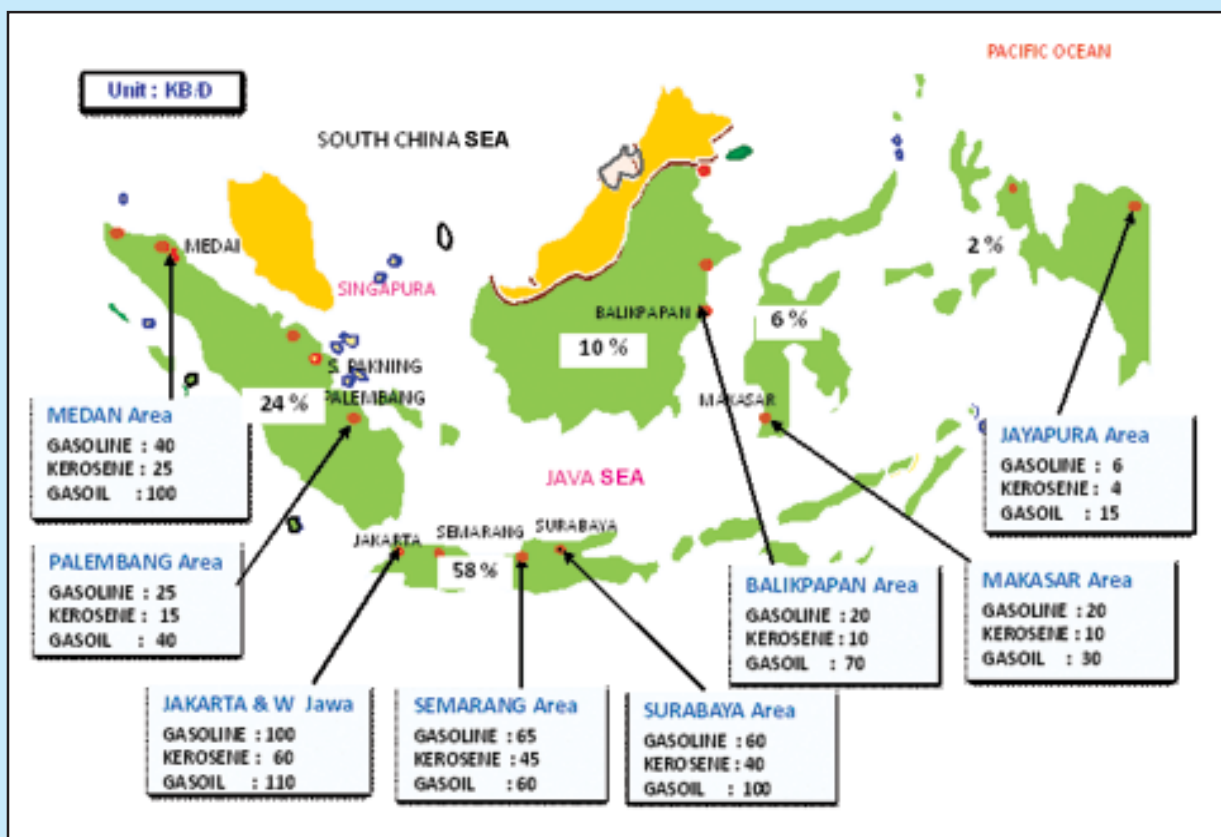 PACIFIC OCEAN
Unit : KB/D
SOUTH CHINA SEA
MEDAI
SINGAPURA
2 %
BALIKPAPAN
6 %
10 %
S. PAKNING
24 %
PALEMBANG
MAKASAR
JAVA SEA
JAKARTA
SEMARANG
SURABAYA
58 %
MEDAN Area
GASOLINE : 40
KEROSENE : 25
GASOIL : 100
PALEMBANG Area
GASOLINE : 25
KEROSENE : 15
GASOIL : 40
JAKARTA & W Jawa
GASOLINE : 100
KEROSENE : 60
GASOIL : 110
SEMARANG Area
GASOLINE : 65
KEROSENE : 45
GASOIL : 60
SURABAYA Area
GASOLINE : 60
KEROSENE : 40
GASOIL : 100
BALIKPAPAN Area
GASOLINE : 20
KEROSENE : 10
GASOIL : 70
MAKASAR Area
GASOLINE : 20
KEROSENE : 10
GASOIL : 30
JAYAPURA Area
GASOLINE : 6
KEROSENE : 4
GASOIL : 15